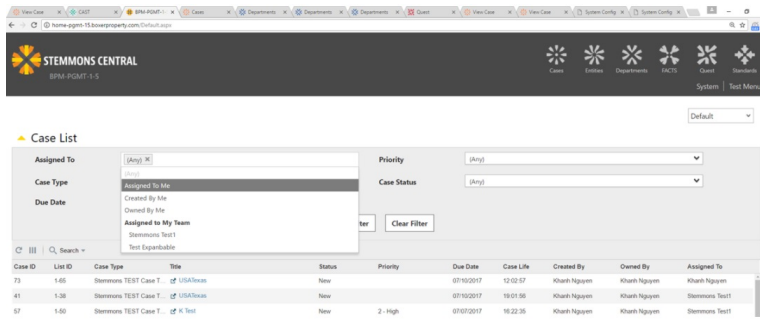 View Case CAST BPM-PGMT- Cases Departments Departments Departments Quest View Case View Case System Config System Config
home-pgmt-15.boxerproperty.com/Default.aspx
STEMMONS CENTRAL
BPM-PGMT-1-5
Cases Entities Departments FACTS Quest Standards
System | Test Menu
Default
Case List
Assigned To (Any) × Priority (Any)
(Any)
Case Type Assigned To Me Case Status (Any)
Created By Me
Due Date Owned By Me
Assigned to My Team ter Clear Filter
Stemmons Test1
Test Expanbable
Search
Case ID List ID Case Type Title Status Priority Due Date Case Life Created By Owned By Assigned To
73 1-65 Stemmons TEST Case T... USATexas New 07/10/2017 12:02:57 Khanh Nguyen Khanh Nguyen Khanh Nguyen
41 1-38 Stemmons TEST Case T... USATexas New 07/10/2017 19:01:56 Khanh Nguyen Khanh Nguyen Stemmons Test1
57 1-50 Stemmons TEST Case T... K Test New 2 - High 07/07/2017 16:22:35 Khanh Nguyen Khanh Nguyen Stemmons Test1